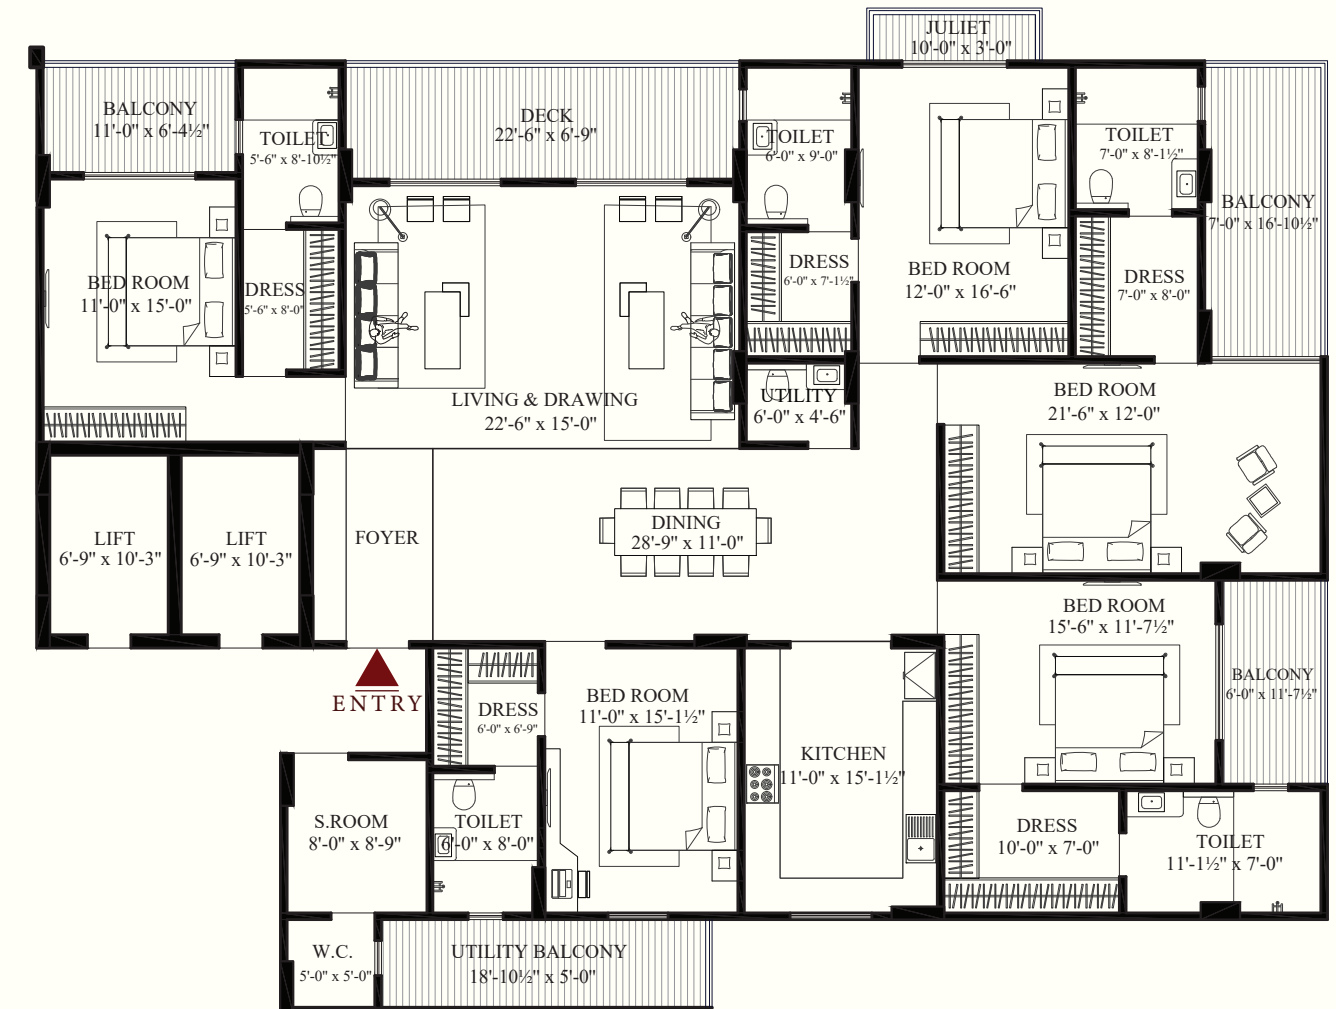 JULIET
10'-0" x 3'-0"
BALCONY
11'-0" x 6'-4½"
TOILET
5'-6" x 8'-10½"
DECK
22'-6" x 6'-9"
TOILET
6'-0" x 9'-0"
TOILET
7'-0" x 8'-1½"
BALCONY
7'-0" x 16'-10½"
BED ROOM
11'-0" x 15'-0"
DRESS
5'-6" x 8'-0"
DRESS
6'-0" x 7'-1½"
BED ROOM
12'-0" x 16'-6"
DRESS
7'-0" x 8'-0"
LIVING & DRAWING
22'-6" x 15'-0"
UTILITY
6'-0" x 4'-6"
BED ROOM
21'-6" x 12'-0"
LIFT
6'-9" x 10'-3"
LIFT
6'-9" x 10'-3"
FOYER
DINING
28'-9" x 11'-0"
BED ROOM
15'-6" x 11'-7½"
BALCONY
6'-0" x 11'-7½"
ENTRY
DRESS
6'-0" x 6'-9"
BED ROOM
11'-0" x 15'-1½"
KITCHEN
11'-0" x 15'-1½"
S.ROOM
8'-0" x 8'-9"
TOILET
6'-0" x 8'-0"
DRESS
10'-0" x 7'-0"
TOILET
11'-1½" x 7'-0"
W.C.
5'-0" x 5'-0"
UTILITY BALCONY
18'-10½" x 5'-0"